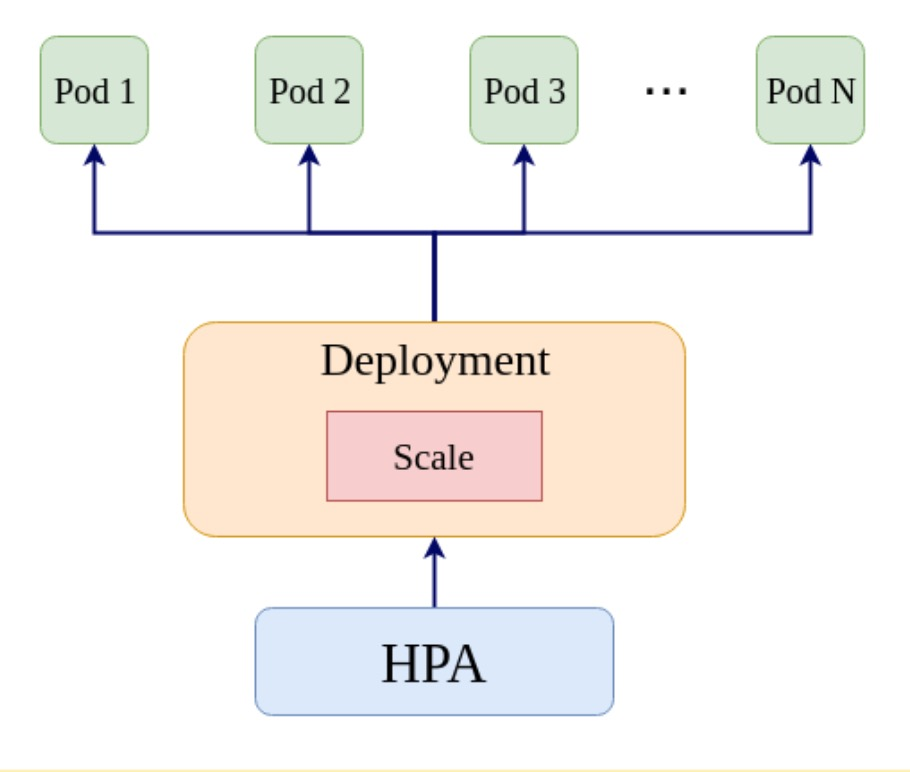 Pod 1 Pod 2 Pod 3 ... Pod N
Deployment
Scale
HPA